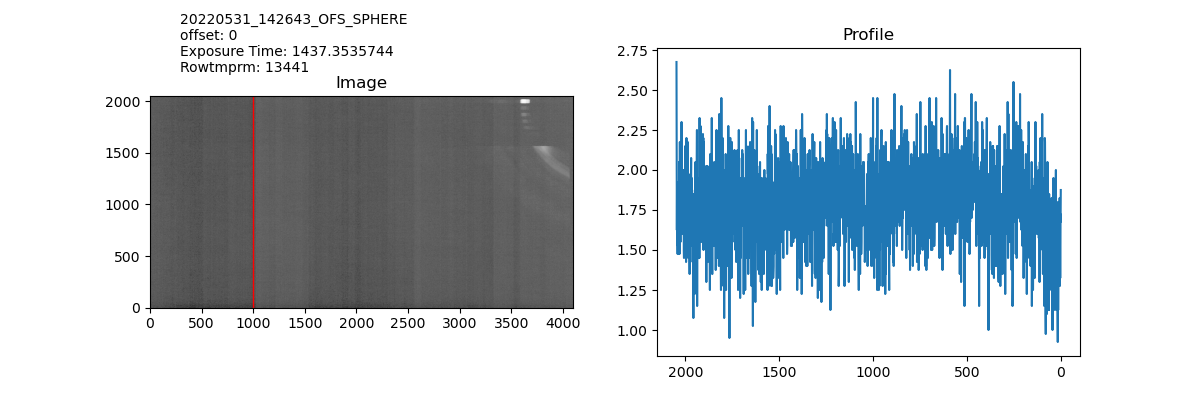 20220531_142643_OFS_SPHERE
offset: 0
Exposure Time: 1437.3535744
Rowtmprm: 13441
Image
2000
1500
1000
500
0
0 500 1000 1500 2000 2500 3000 3500 4000
Profile
2.75
2.50
2.25
2.00
1.75
1.50
1.25
1.00
2000 1500 1000 500 0